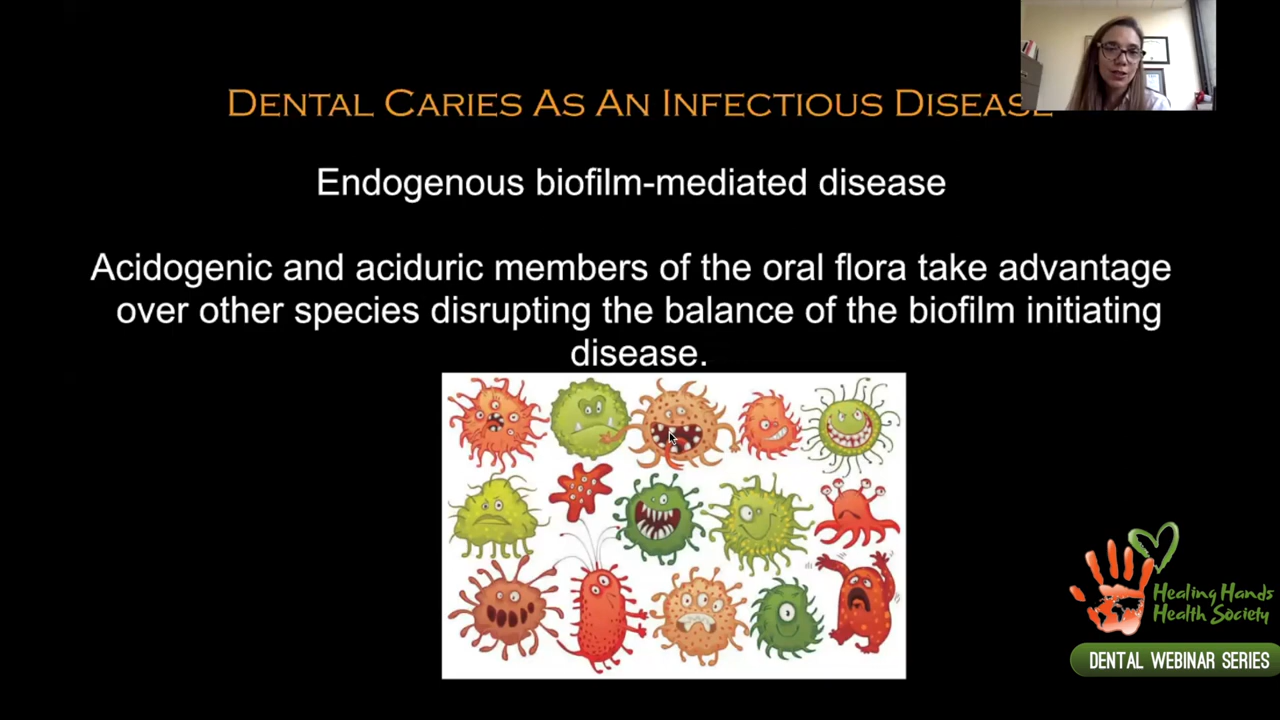 Dental Caries As An Infectious Disease
Endogenous biofilm-mediated disease
Acidogenic and aciduric members of the oral flora take advantage
over other species disrupting the balance of the biofilm initiating
disease.
Healing Hands
Health Society
DENTAL WEBINAR SERIES